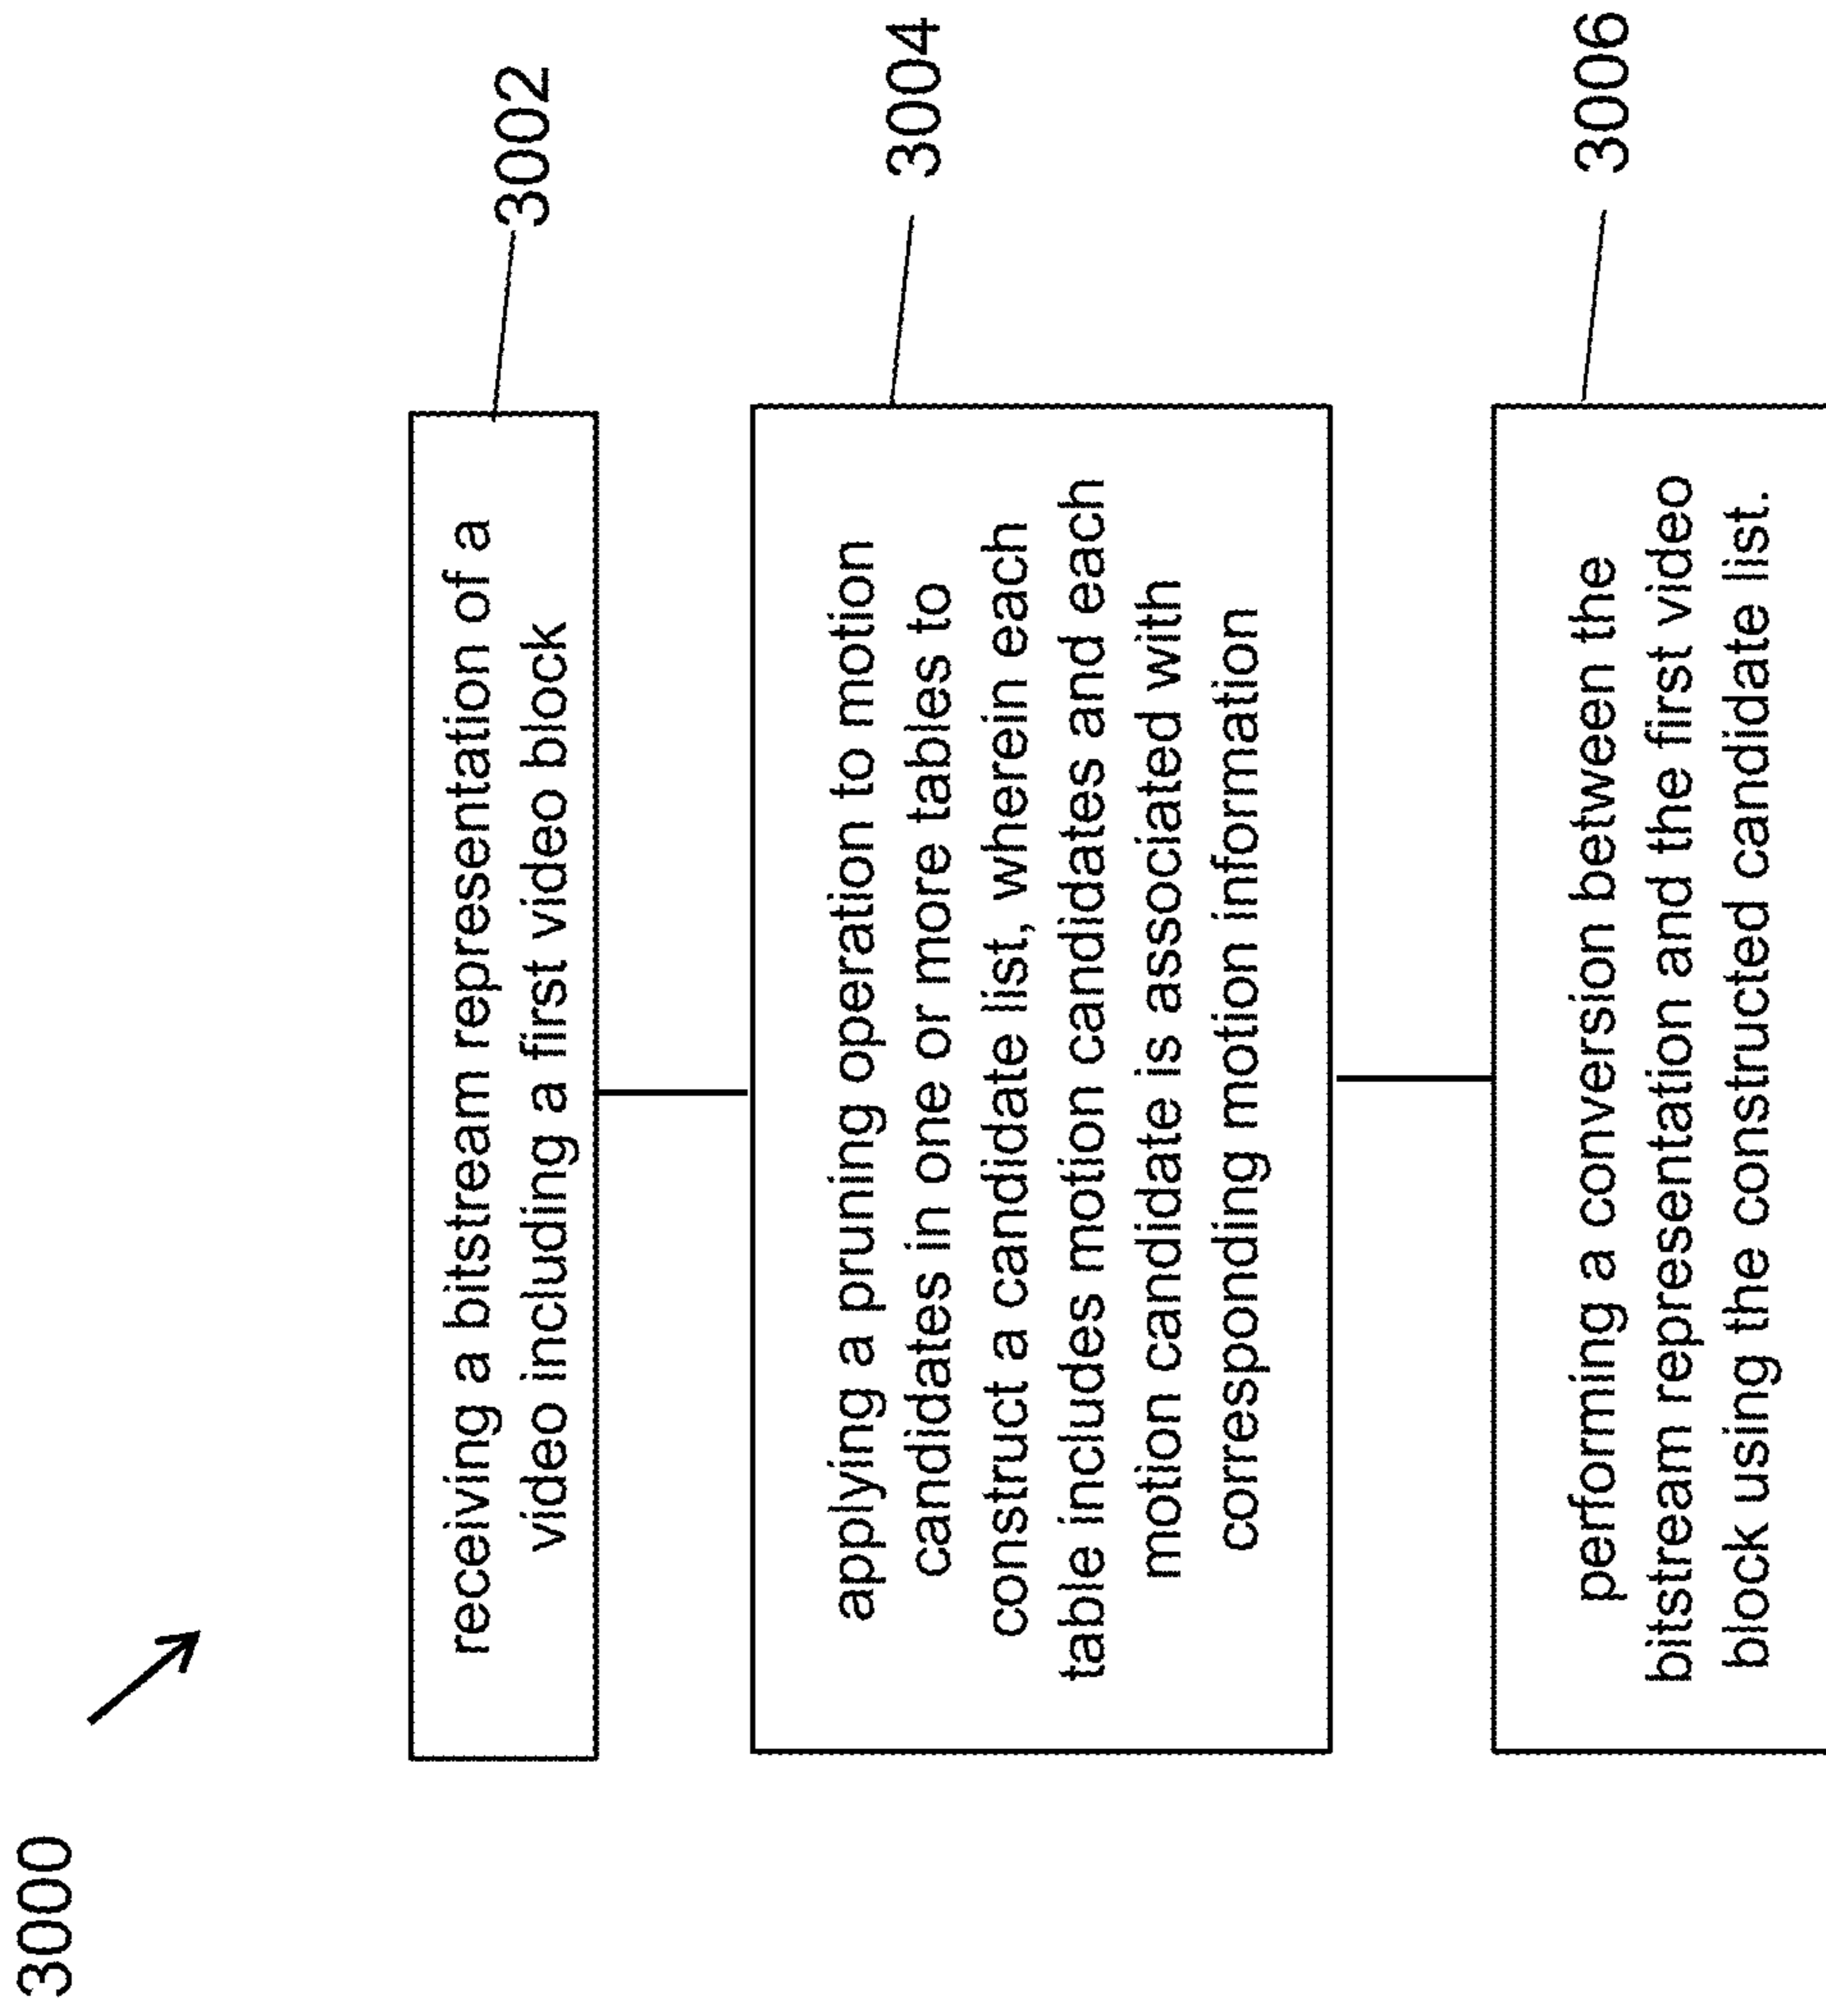 3000
receiving a bitstream representation of a
video including a first video block
3002
applying a pruning operation to motion
candidates in one or more tables to
construct a candidate list, wherein each
table includes motion candidates and each
motion candidate is associated with
corresponding motion information
3004
performing a conversion between the
bitstream representation and the first video
block using the constructed candidate list.
3006